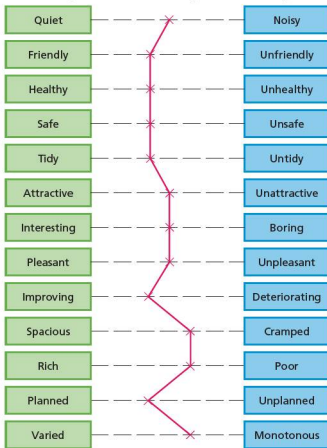 Quiet Noisy
Friendly Unfriendly
Healthy Unhealthy
Safe Unsafe
Tidy Untidy
Attractive Unattractive
Interesting Boring
Pleasant Unpleasant
Improving Deteriorating
Spacious Cramped
Rich Poor
Planned Unplanned
Varied Monotonous